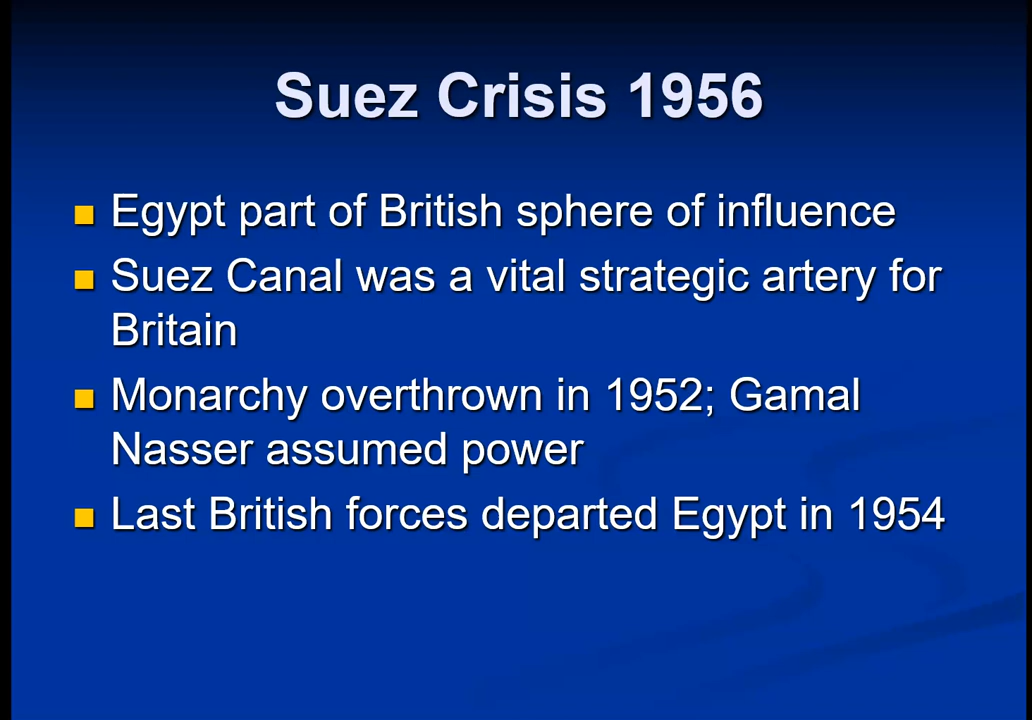 Suez Crisis 1956
Egypt part of British sphere of influence
Suez Canal was a vital strategic artery for
Britain
Monarchy overthrown in 1952; Gamal
Nasser assumed power
Last British forces departed Egypt in 1954